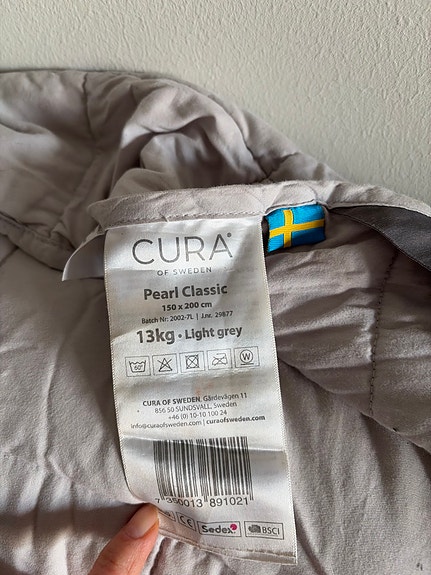 CURA
OF SWEDEN
Pearl Classic
150 x 200 cm
Batch Nr: 2002-7L | J.nr. 29877
13kg • Light grey
60°
W
CURA OF SWEDEN, Gärdevägen 11
856 50 SUNDSVALL, Sweden
+46 (0) 10-10 100 24
info@curaofsweden.com | curaofsweden.com
7 350013 891021
CE Sedex BSCI